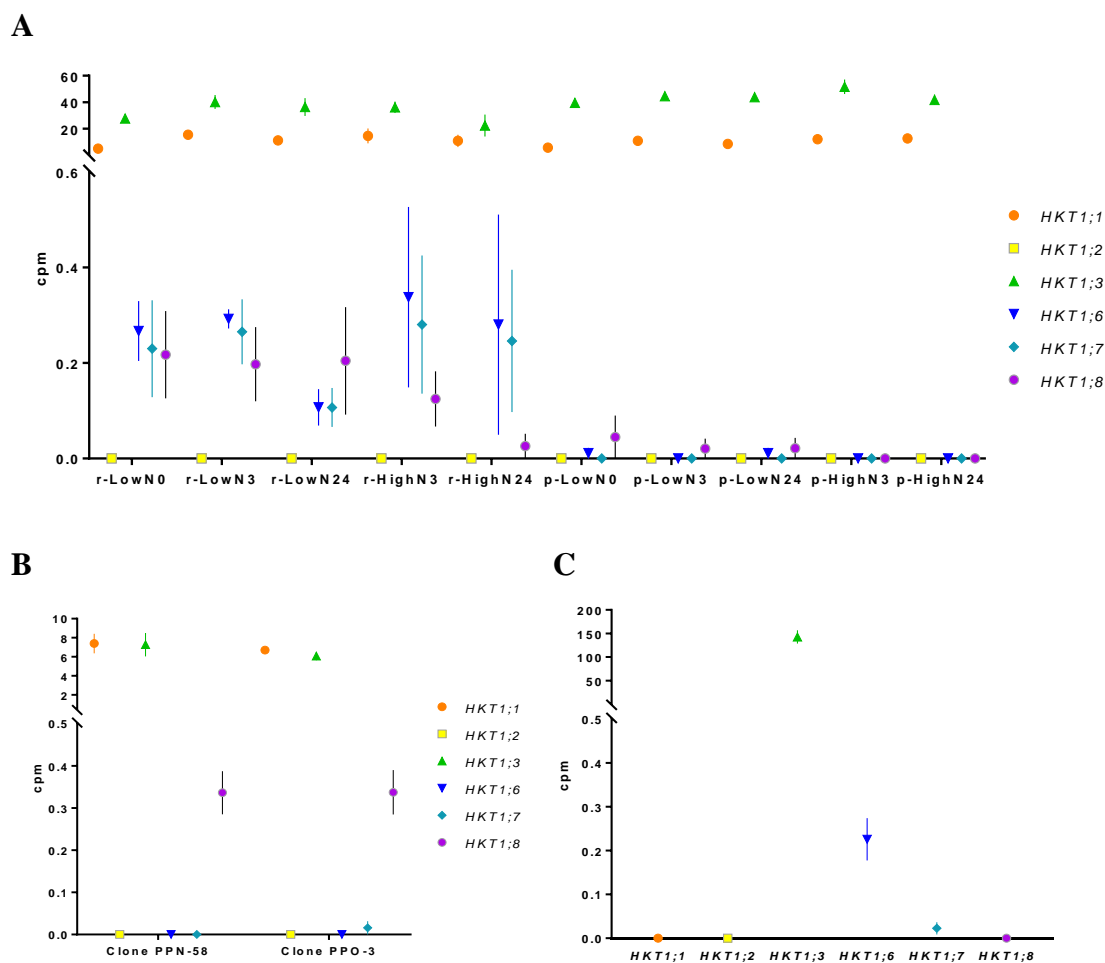 A
60
40
20
0.6
0.4
0.2
0.0
cpm
r-LowN0 r-LowN3 r-LowN24 r-HighN3 r-HighN24 p-LowN0 p-LowN3 p-LowN24 p-HighN3 p-HighN24
HKT1;1
HKT1;2
HKT1;3
HKT1;6
HKT1;7
HKT1;8
B
10
8
6
4
2
0.5
0.4
0.3
0.2
0.1
0.0
cpm
Clone PPN-58 Clone PPO-3
HKT1;1
HKT1;2
HKT1;3
HKT1;6
HKT1;7
HKT1;8
C
200
150
100
50
0.5
0.4
0.3
0.2
0.1
0.0
cpm
HKT1;1 HKT1;2 HKT1;3 HKT1;6 HKT1;7 HKT1;8